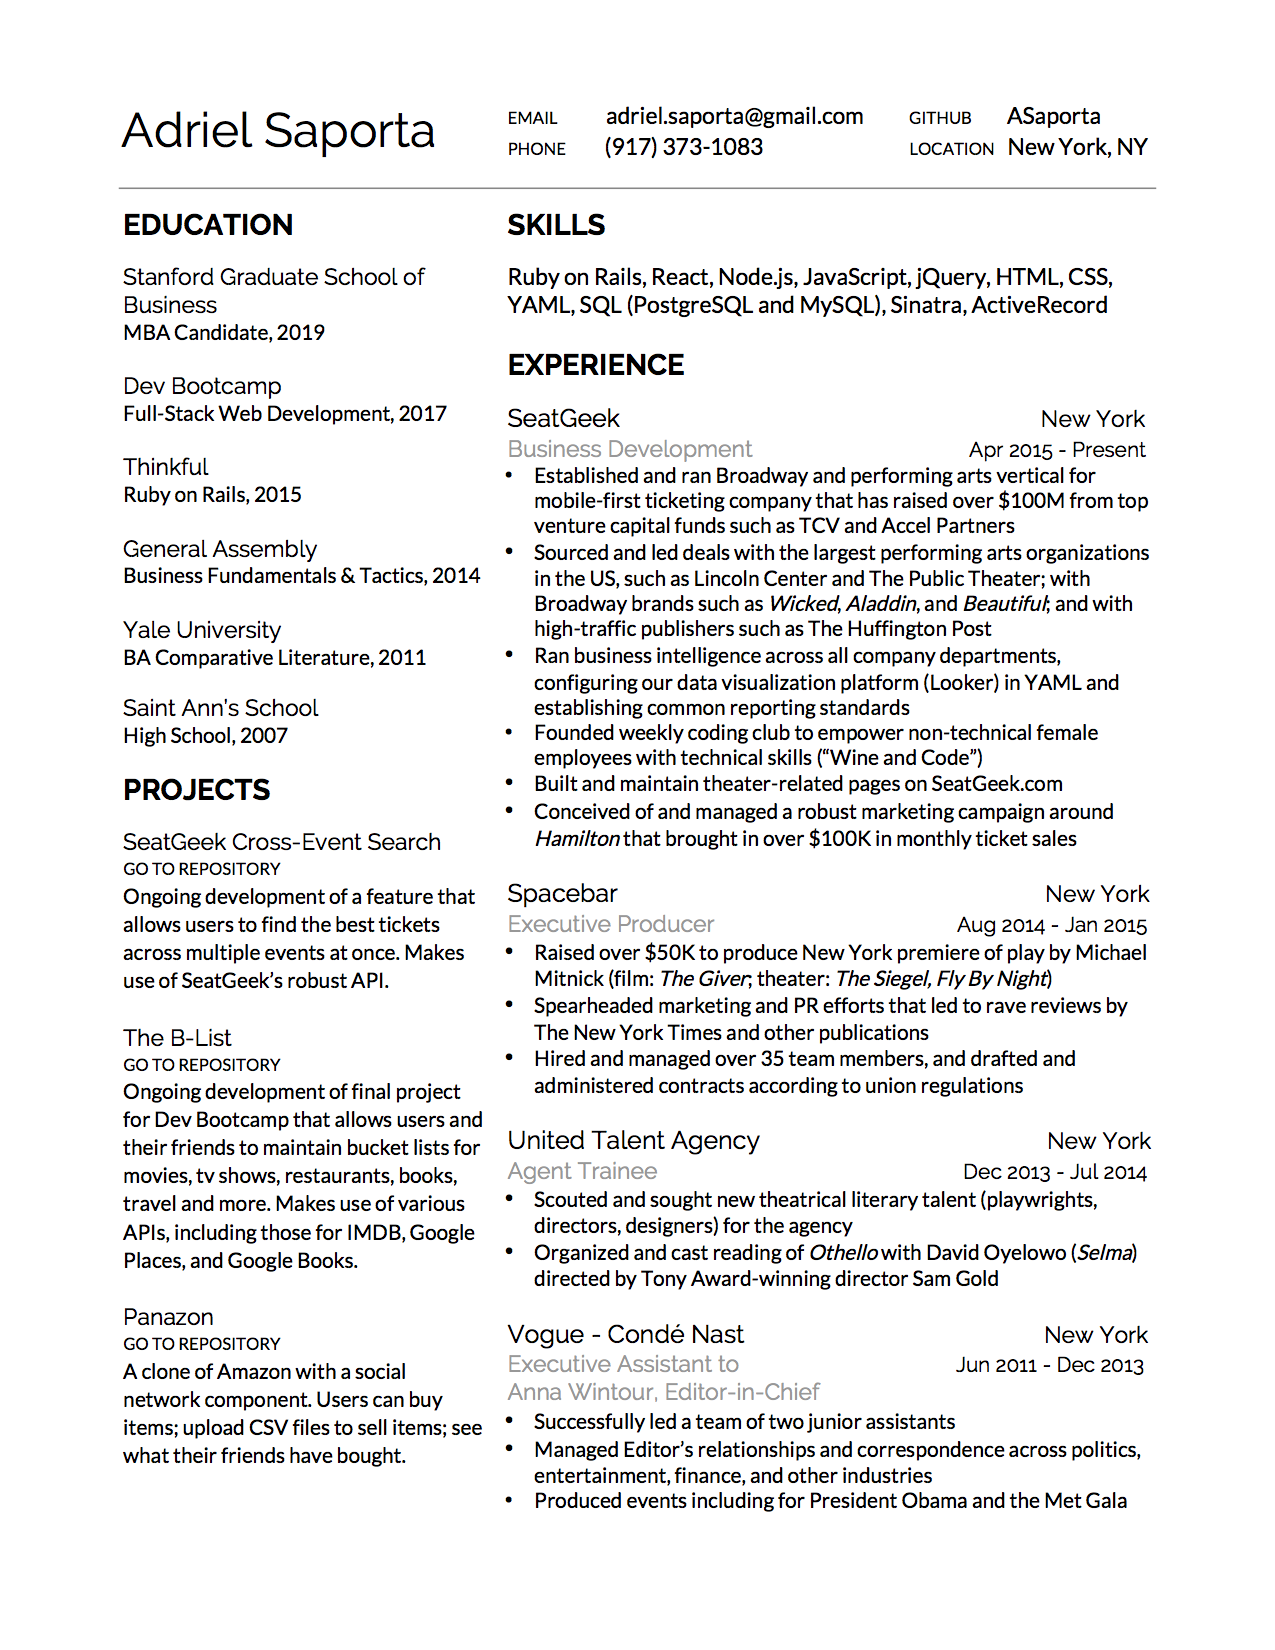 Adriel Saporta
EMAIL adriel.saporta@gmail.com GITHUB ASaporta
PHONE (917) 373-1083 LOCATION New York, NY
EDUCATION
Stanford Graduate School of
Business
MBA Candidate, 2019
Dev Bootcamp
Full-Stack Web Development, 2017
Thinkful
Ruby on Rails, 2015
General Assembly
Business Fundamentals & Tactics, 2014
Yale University
BA Comparative Literature, 2011
Saint Ann's School
High School, 2007
PROJECTS
SeatGeek Cross-Event Search
GO TO REPOSITORY
Ongoing development of a feature that
allows users to find the best tickets
across multiple events at once. Makes
use of SeatGeek's robust API.
The B-List
GO TO REPOSITORY
Ongoing development of final project
for Dev Bootcamp that allows users and
their friends to maintain bucket lists for
movies, tv shows, restaurants, books,
travel and more. Makes use of various
APIs, including those for IMDB, Google
Places, and Google Books.
Panazon
GO TO REPOSITORY
A clone of Amazon with a social
network component. Users can buy
items; upload CSV files to sell items; see
what their friends have bought.
SKILLS
Ruby on Rails, React, Node.js, JavaScript, jQuery, HTML, CSS,
YAML, SQL (PostgreSQL and MySQL), Sinatra, ActiveRecord
EXPERIENCE
SeatGeek New York
Business Development Apr 2015 - Present
• Established and ran Broadway and performing arts vertical for
mobile-first ticketing company that has raised over $100M from top
venture capital funds such as TCV and Accel Partners
• Sourced and led deals with the largest performing arts organizations
in the US, such as Lincoln Center and The Public Theater; with
Broadway brands such as Wicked, Aladdin, and Beautiful; and with
high-traffic publishers such as The Huffington Post
• Ran business intelligence across all company departments,
configuring our data visualization platform (Looker) in YAML and
establishing common reporting standards
• Founded weekly coding club to empower non-technical female
employees with technical skills (“Wine and Code”)
• Built and maintain theater-related pages on SeatGeek.com
• Conceived of and managed a robust marketing campaign around
Hamilton that brought in over $100K in monthly ticket sales
Spacebar New York
Executive Producer Aug 2014 - Jan 2015
• Raised over $50K to produce New York premiere of play by Michael
Mitnick (film: The Giver; theater: The Siegel, Fly By Night)
• Spearheaded marketing and PR efforts that led to rave reviews by
The New York Times and other publications
• Hired and managed over 35 team members, and drafted and
administered contracts according to union regulations
United Talent Agency New York
Agent Trainee Dec 2013 - Jul 2014
• Scouted and sought new theatrical literary talent (playwrights,
directors, designers) for the agency
• Organized and cast reading of Othello with David Oyelowo (Selma)
directed by Tony Award-winning director Sam Gold
Vogue - Condé Nast New York
Executive Assistant to Jun 2011 - Dec 2013
Anna Wintour, Editor-in-Chief
• Successfully led a team of two junior assistants
• Managed Editor's relationships and correspondence across politics,
entertainment, finance, and other industries
• Produced events including for President Obama and the Met Gala